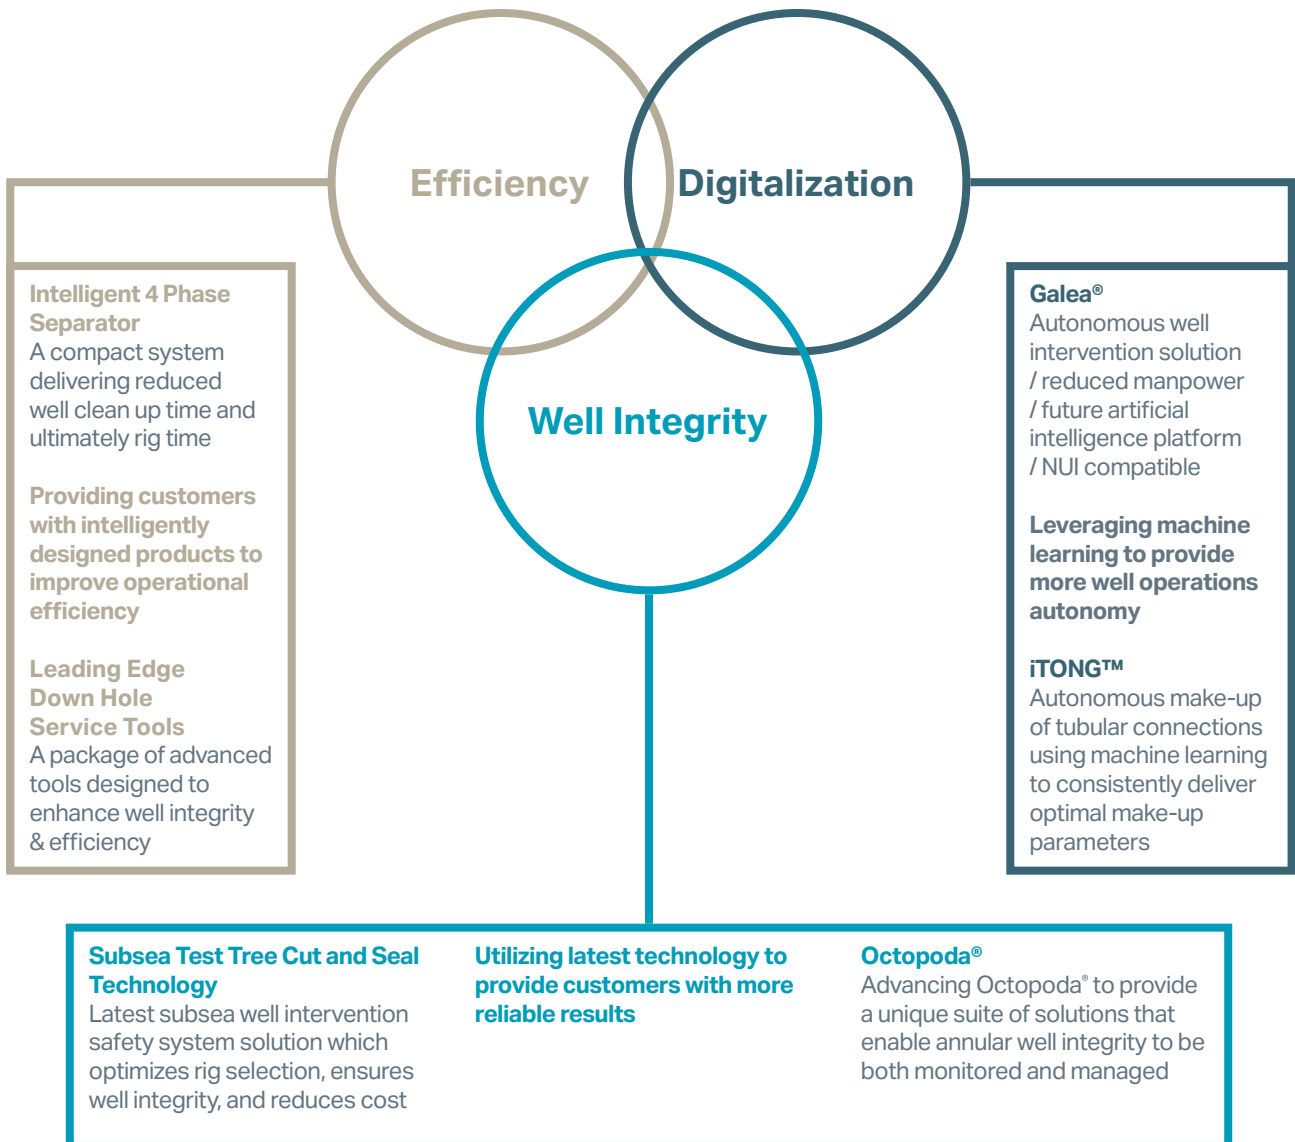 Efficiency
Digitalization
Well Integrity
Intelligent 4 Phase
Separator
A compact system
delivering reduced
well clean up time and
ultimately rig time
Providing customers
with intelligently
designed products to
improve operational
efficiency
Leading Edge
Down Hole
Service Tools
A package of advanced
tools designed to
enhance well integrity
& efficiency
Galea®
Autonomous well
intervention solution
/ reduced manpower
/ future artificial
intelligence platform
/ NUI compatible
Leveraging machine
learning to provide
more well operations
autonomy
iTONG™
Autonomous make-up
of tubular connections
using machine learning
to consistently deliver
optimal make-up
parameters
Subsea Test Tree Cut and Seal
Technology
Latest subsea well intervention
safety system solution which
optimizes rig selection, ensures
well integrity, and reduces cost
Utilizing latest technology to
provide customers with more
reliable results
Octopoda®
Advancing Octopoda® to provide
a unique suite of solutions that
enable annular well integrity to be
both monitored and managed